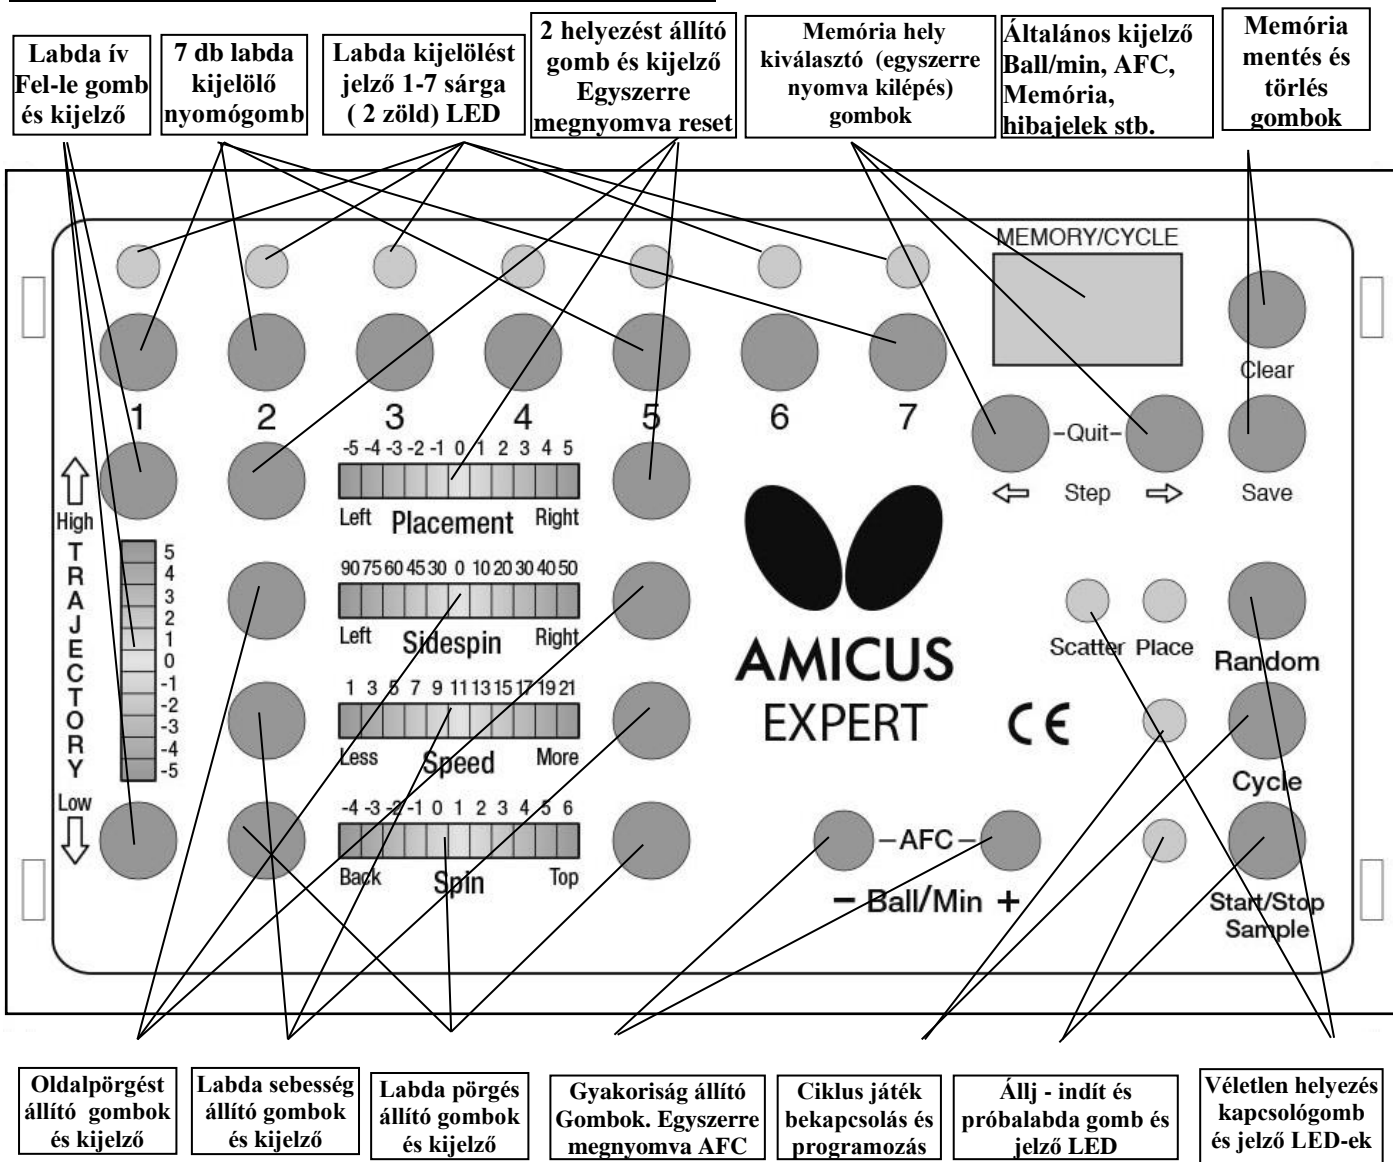 Labda ív
Fel-le gomb
és kijelző
7 db labda
kijelölő
nyomógomb
Labda kijelölést
jelző 1-7 sárga
( 2 zöld) LED
2 helyezést állító
gomb és kijelző
Egyszerre
megnyomva reset
Memória hely
kiválasztó (egyszerre
nyomva kilépés)
gombok
Általános kijelző
Ball/min, AFC,
Memória,
hibajelek stb.
Memória
mentés és
törlés
gombok
MEMORY/CYCLE
Clear
1 2 3 4 5 6 7
-Quit-
Step
Save
High
TRAJECTORY
Low
5
4
3
2
1
0
-1
-2
-3
-4
-5
-5 -4 -3 -2 -1 0 1 2 3 4 5
Left Placement Right
90 75 60 45 30 0 10 20 30 40 50
Left Sidespin Right
1 3 5 7 9 11 13 15 17 19 21
Less Speed More
-4 -3 -2 -1 0 1 2 3 4 5 6
Back Spin Top
AMICUS
EXPERT
CE
Scatter Place
Random
Cycle
–AFC–
– Ball/Min +
Start/Stop
Sample
Oldalpörgést
állító gombok
és kijelző
Labda sebesség
állító gombok
és kijelző
Labda pörgés
állító gombok
és kijelző
Gyakoriság állító
Gombok. Egyszerre
megnyomva AFC
Ciklus játék
bekapcsolás és
programozás
Állj - indít és
próbalabda gomb és
jelző LED
Véletlen helyezés
kapcsológomb
és jelző LED-ek